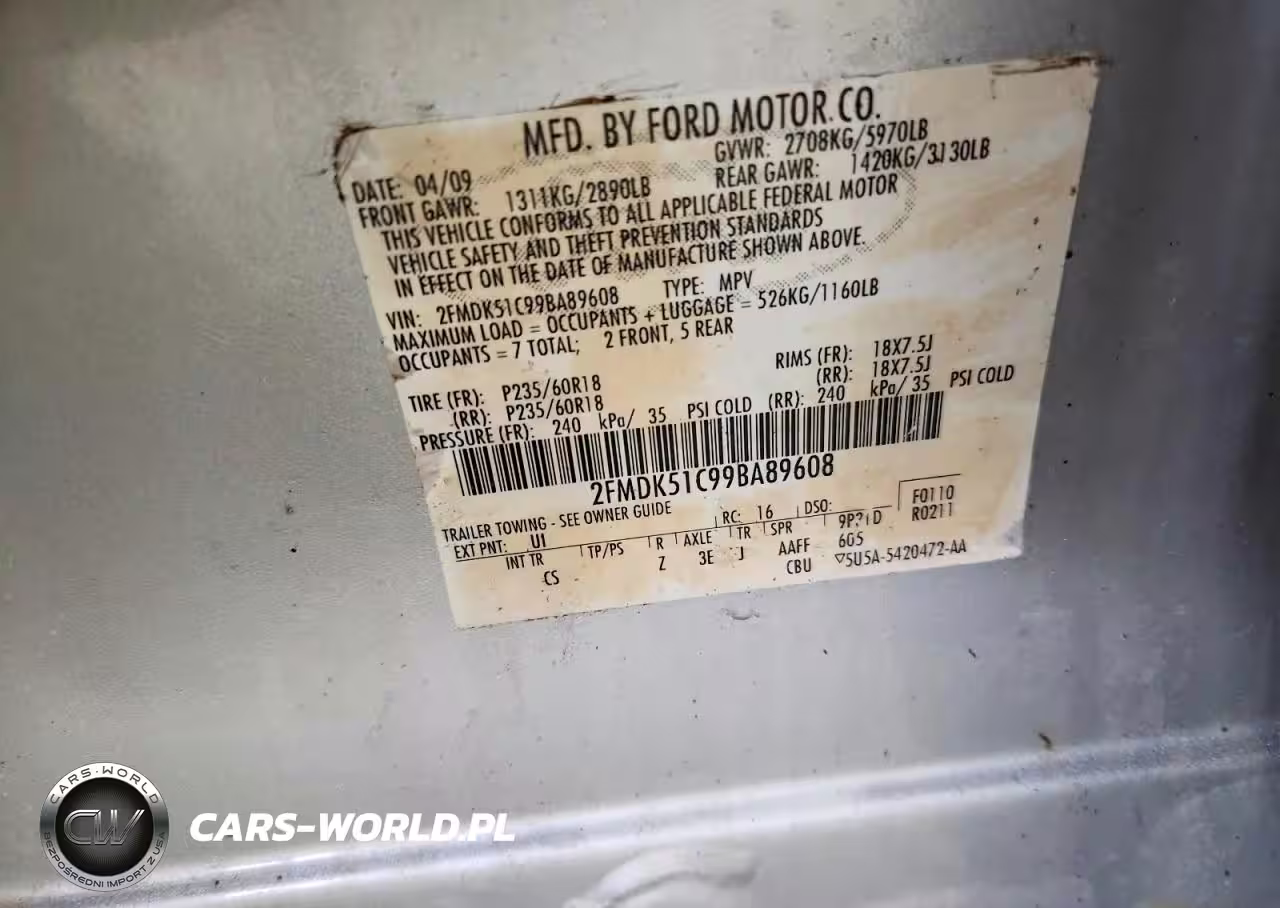 MFD. BY FORD MOTOR CO.
DATE: 04/09 GVWR: 2708KG/5970LB
FRONT GAWR: 1311KG/2890LB REAR GAWR: 1420KG/3130LB
THIS VEHICLE CONFORMS TO ALL APPLICABLE FEDERAL MOTOR
VEHICLE SAFETY AND THEFT PREVENTION STANDARDS
IN EFFECT ON THE DATE OF MANUFACTURE SHOWN ABOVE.
VIN: 2FMDK51C99BA89608 TYPE: MPV
MAXIMUM LOAD = OCCUPANTS + LUGGAGE = 526KG/1160LB
OCCUPANTS = 7 TOTAL; 2 FRONT, 5 REAR
TIRE (FR): P235/60R18 RIMS (FR): 18X7.5J
(RR): P235/60R18 (RR): 18X7.5J
PRESSURE (FR): 240 kPa/ 35 PSI COLD (RR): 240 kPa/ 35 PSI COLD
2FMDK51C99BA89608
TRAILER TOWING - SEE OWNER GUIDE
EXT PNT: UI RC: 16 DSO: F0110
INT TR TP/PS R AXLE TR SPR R0211
CS Z 3E J AAFF 605
CBU ▽5U5A-5420472-AA
CARS-WORLD
CW
BEZPOŚREDNI IMPORT Z USA
CARS-WORLD.PL